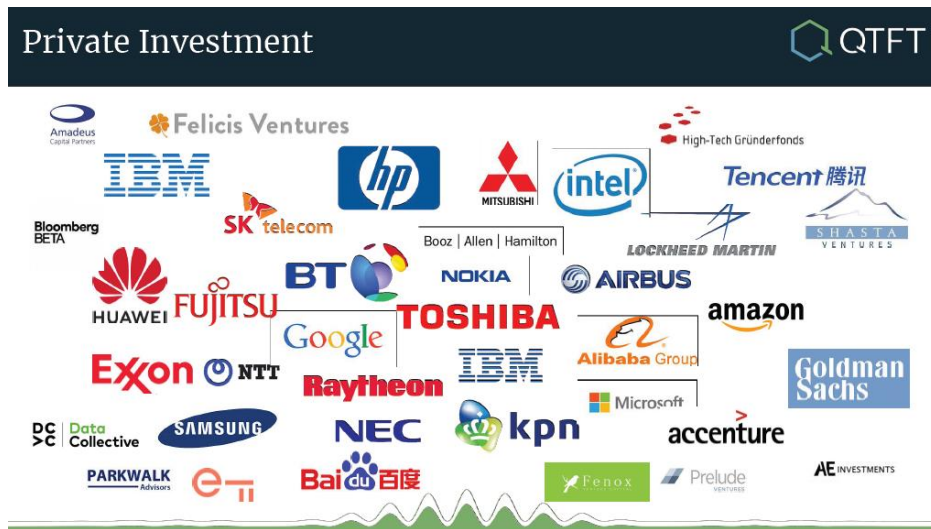 Private Investment
QTFT
Amadeus
Capital Partners
Felicis Ventures
High-Tech Gründerfonds
IBM
hp
MITSUBISHI
intel
Tencent 腾讯
SK telecom
Bloomberg
BETA
SHASTA
VENTURES
Booz | Allen | Hamilton
LOCKHEED MARTIN
HUAWEI
FUJITSU
BT
NOKIA
AIRBUS
Google
TOSHIBA
amazon
Exxon
NTT
IBM
Alibaba Group
Raytheon
Microsoft
Goldman
Sachs
DC
VC
Data
Collective
SAMSUNG
NEC
kpn
accenture
PARKWALK
Advisors
Bai du 百度
Fenox
Prelude
VENTURES
AE INVESTMENTS